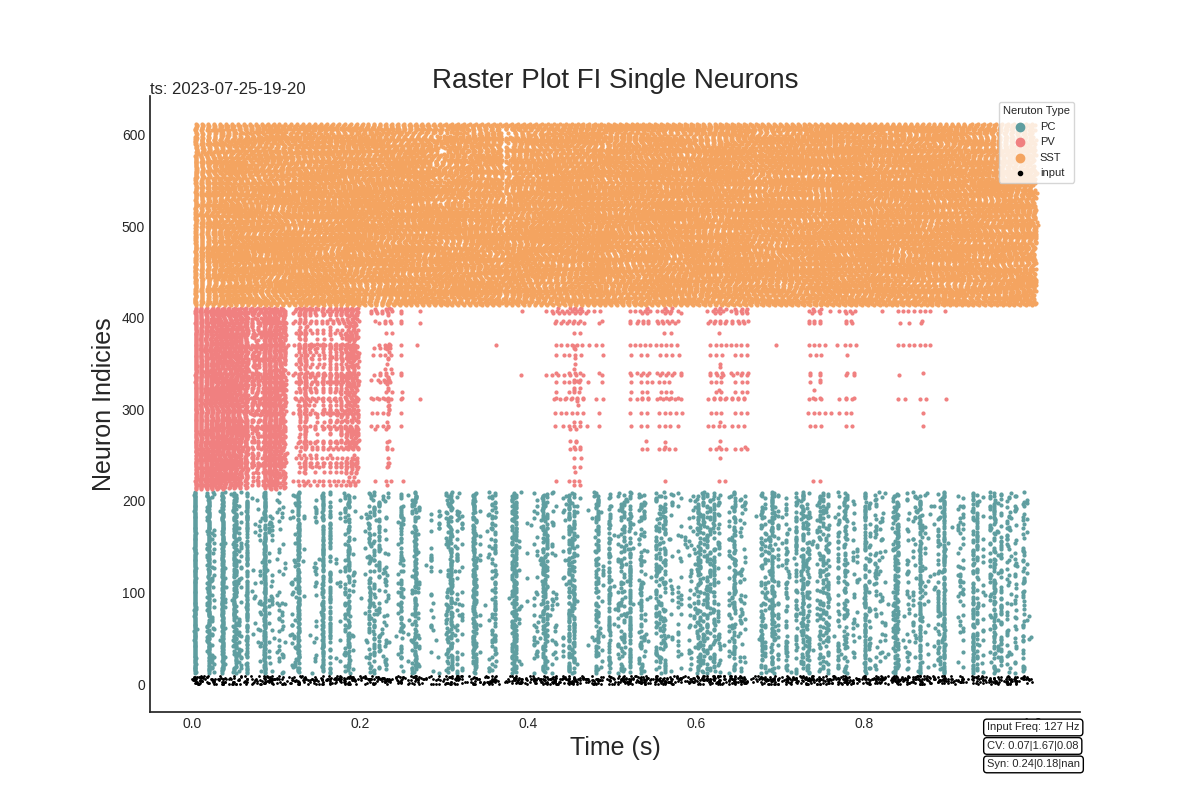 Raster Plot FI Single Neurons
ts: 2023-07-25-19-20
Neruton Type
PC
PV
SST
input
600
500
400
300
200
100
0
Neuron Indicies
0.0 0.2 0.4 0.6 0.8
Time (s)
Input Freq: 127 Hz
CV: 0.07|1.67|0.08
Syn: 0.24|0.18|nan